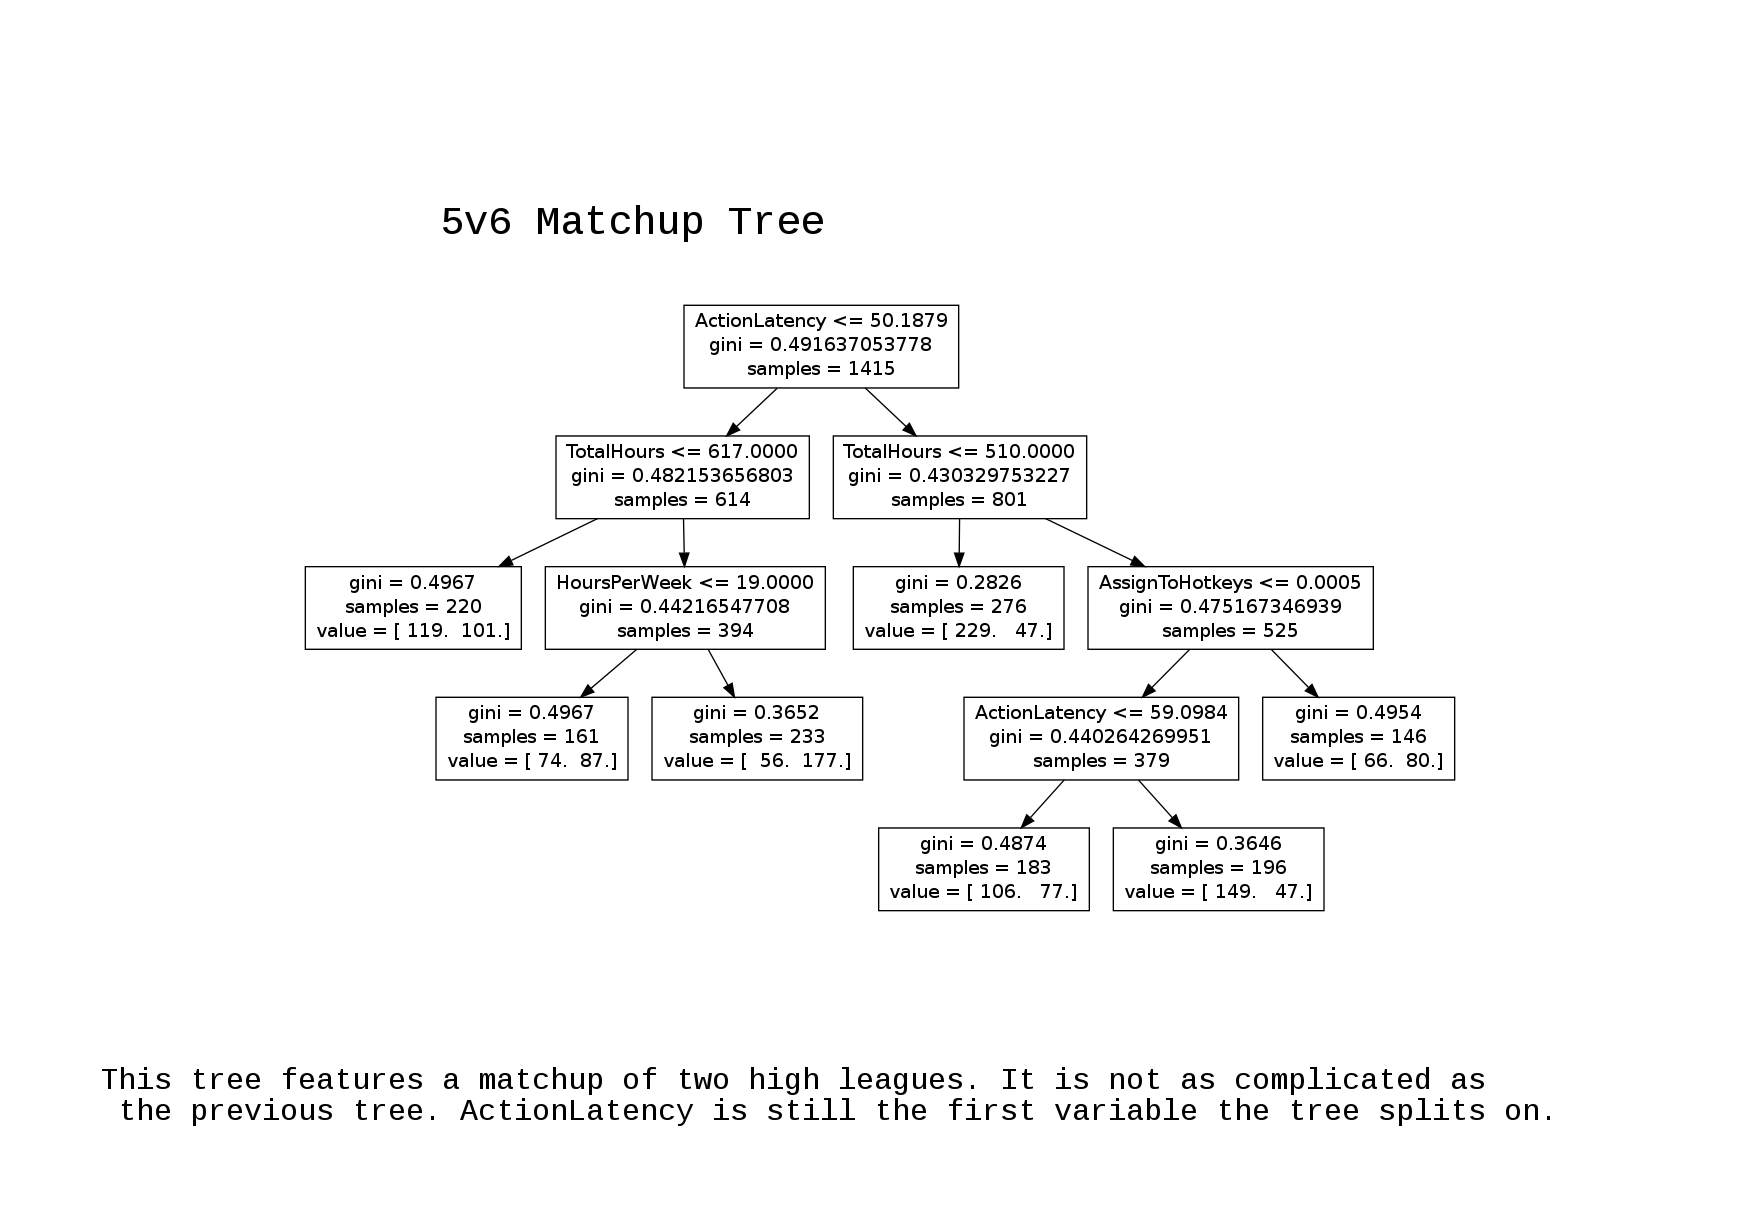 5v6 Matchup Tree
ActionLatency <= 50.1879
gini = 0.491637053778
samples = 1415
TotalHours <= 617.0000
gini = 0.482153656803
samples = 614
TotalHours <= 510.0000
gini = 0.430329753227
samples = 801
gini = 0.4967
samples = 220
value = [ 119.  101.]
HoursPerWeek <= 19.0000
gini = 0.44216547708
samples = 394
gini = 0.2826
samples = 276
value = [ 229.   47.]
AssignToHotkeys <= 0.0005
gini = 0.475167346939
samples = 525
gini = 0.4967
samples = 161
value = [ 74.  87.]
gini = 0.3652
samples = 233
value = [  56.  177.]
ActionLatency <= 59.0984
gini = 0.440264269951
samples = 379
gini = 0.4954
samples = 146
value = [ 66.  80.]
gini = 0.4874
samples = 183
value = [ 106.   77.]
gini = 0.3646
samples = 196
value = [ 149.   47.]
This tree features a matchup of two high leagues. It is not as complicated as
the previous tree. ActionLatency is still the first variable the tree splits on.